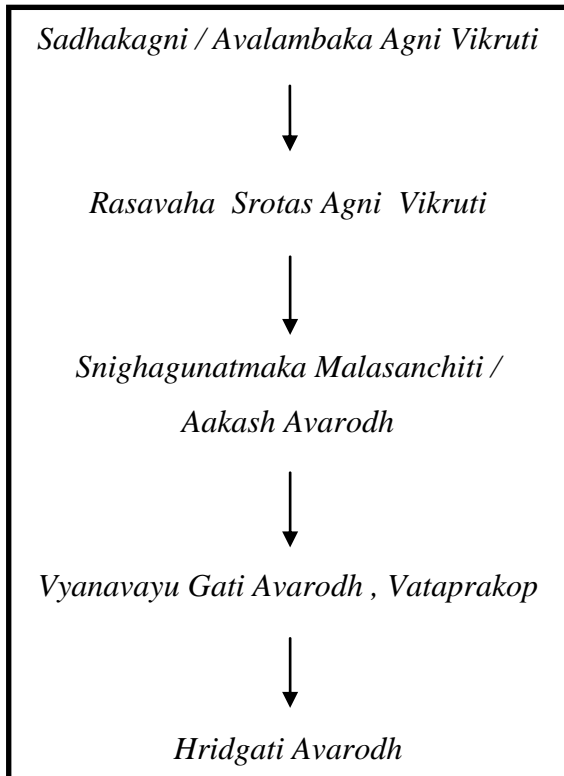 Sadhakagni / Avalambaka Agni Vikruti
Rasavaha Srotas Agni Vikruti
Snighagunatmaka Malasanchiti /
Aakash Avarodh
Vyanavayu Gati Avarodh , Vataprakop
Hridgati Avarodh